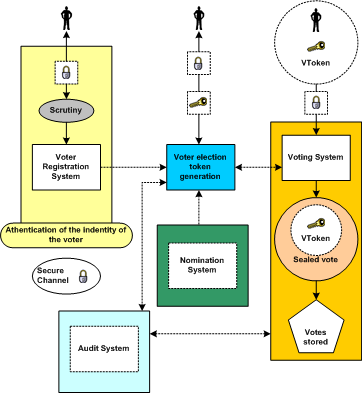 VToken
Scrutiny
Voter
Registration
System
Voter election
token
generation
Voting System
VToken
Sealed vote
Athentication of the indentity of
the voter
Secure
Channel
Nomination
System
Votes
stored
Audit System